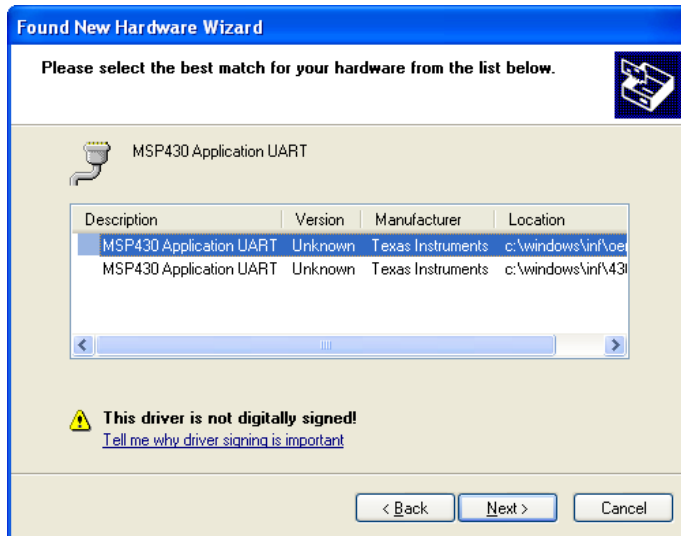 Found New Hardware Wizard
Please select the best match for your hardware from the list below.
MSP430 Application UART
Description Version Manufacturer Location
MSP430 Application UART Unknown Texas Instruments c:\windows\inf\oer
MSP430 Application UART Unknown Texas Instruments c:\windows\inf\430
This driver is not digitally signed!
Tell me why driver signing is important
< Back Next > Cancel